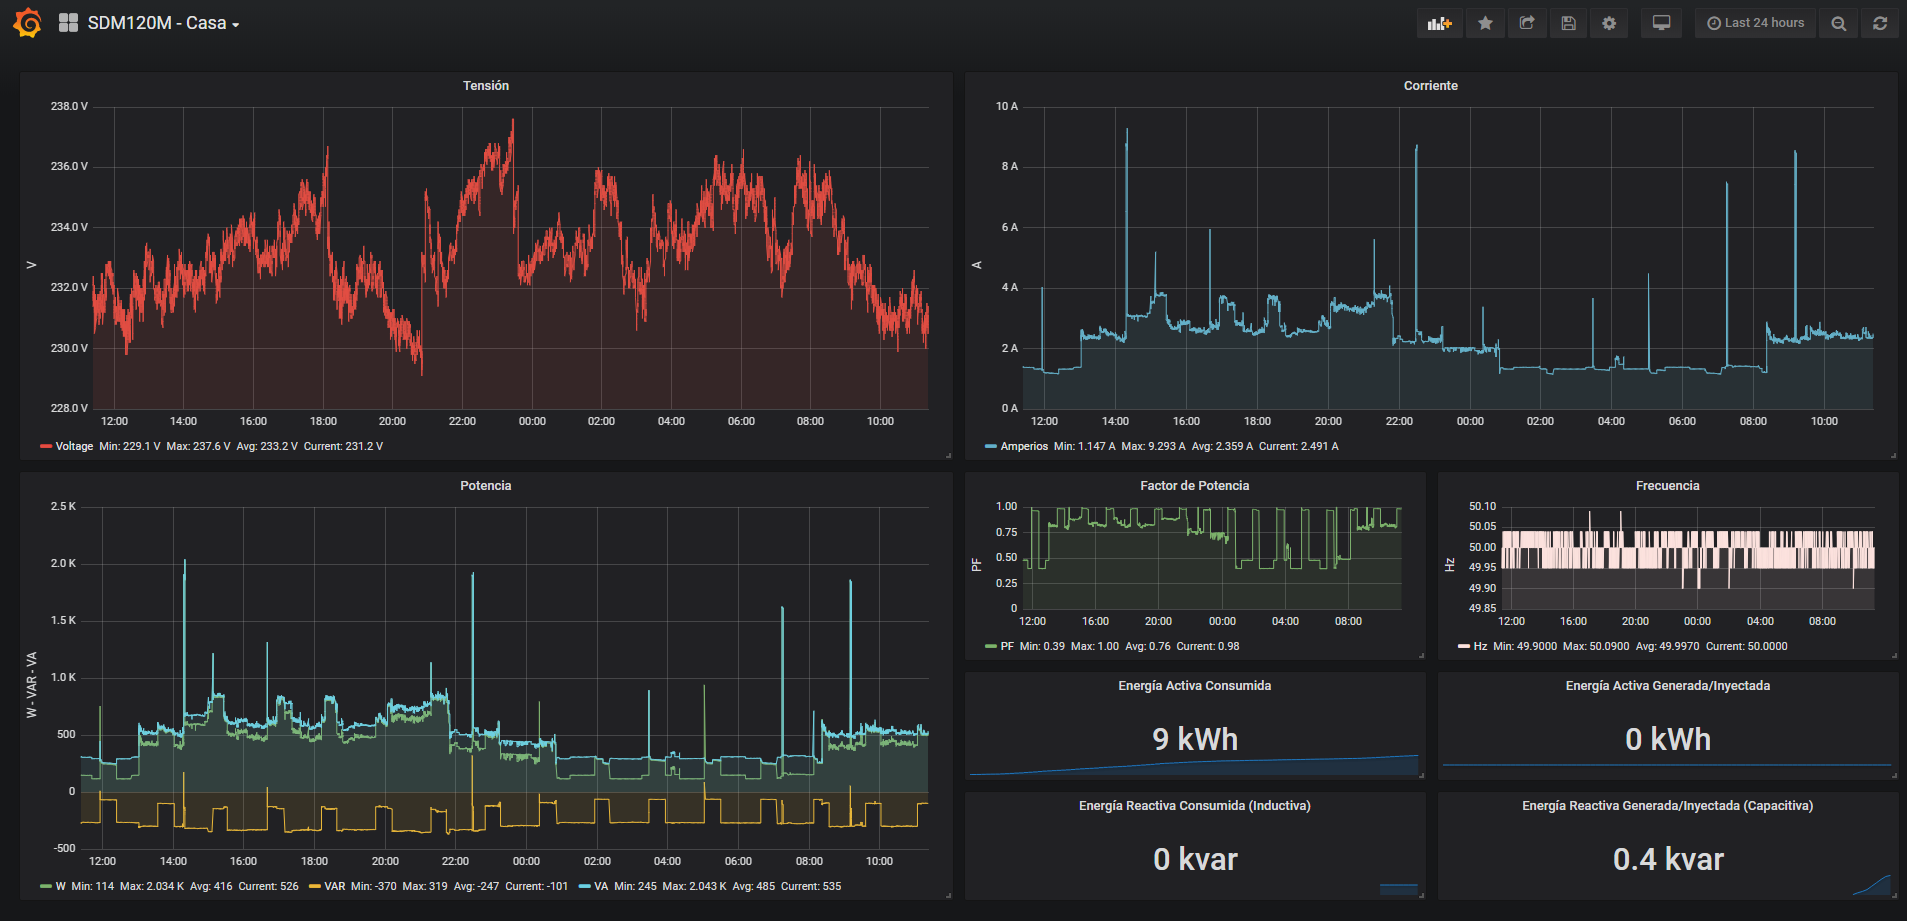 SDM120M - Casa
Last 24 hours
Tensión
238.0 V
236.0 V
234.0 V
232.0 V
230.0 V
228.0 V
V
12:00 14:00 16:00 18:00 20:00 22:00 00:00 02:00 04:00 06:00 08:00 10:00
Voltage Min: 229.1 V Max: 237.6 V Avg: 233.2 V Current: 231.2 V
Corriente
10 A
8 A
6 A
4 A
2 A
0 A
A
12:00 14:00 16:00 18:00 20:00 22:00 00:00 02:00 04:00 06:00 08:00 10:00
Amperios Min: 1.147 A Max: 9.293 A Avg: 2.359 A Current: 2.491 A
Potencia
2.5 K
2.0 K
1.5 K
1.0 K
500
0
-500
W - VAR - VA
12:00 14:00 16:00 18:00 20:00 22:00 00:00 02:00 04:00 06:00 08:00 10:00
W Min: 114 Max: 2.034 K Avg: 416 Current: 526 VAR Min: -370 Max: 319 Avg: -247 Current: -101 VA Min: 245 Max: 2.043 K Avg: 485 Current: 535
Factor de Potencia
1.00
0.75
0.50
0.25
0
PF
12:00 16:00 20:00 00:00 04:00 08:00
PF Min: 0.39 Max: 1.00 Avg: 0.76 Current: 0.98
Frecuencia
50.10
50.05
50.00
49.95
49.90
49.85
Hz
12:00 16:00 20:00 00:00 04:00 08:00
Hz Min: 49.9000 Max: 50.0900 Avg: 49.9970 Current: 50.0000
Energía Activa Consumida
9 kWh
Energía Activa Generada/Inyectada
0 kWh
Energía Reactiva Consumida (Inductiva)
0 kvar
Energía Reactiva Generada/Inyectada (Capacitiva)
0.4 kvar